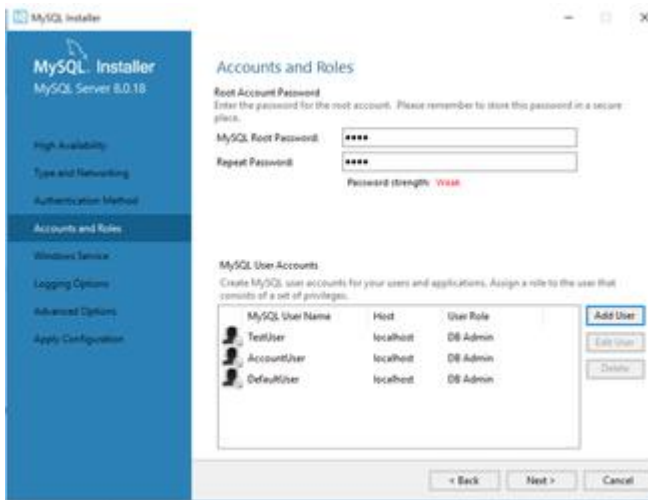 MySQL Installer
MySQL. Installer
MySQL Server 8.0.18
High Availability
Type and Networking
Authentication Method
Accounts and Roles
Windows Service
Logging Options
Advanced Options
Apply Configuration
Accounts and Roles
Root Account Password
Enter the password for the root account. Please remember to store this password in a secure
place.
MySQL Root Password: ••••
Repeat Password: ••••
Password strength: Weak
MySQL User Accounts
Create MySQL user accounts for your users and applications. Assign a role to the user that
consists of a set of privileges.
MySQL User Name Host User Role
TestUser localhost DB Admin
AccountUser localhost DB Admin
DefaultUser localhost DB Admin
Add User
Edit User
Delete
< Back Next > Cancel